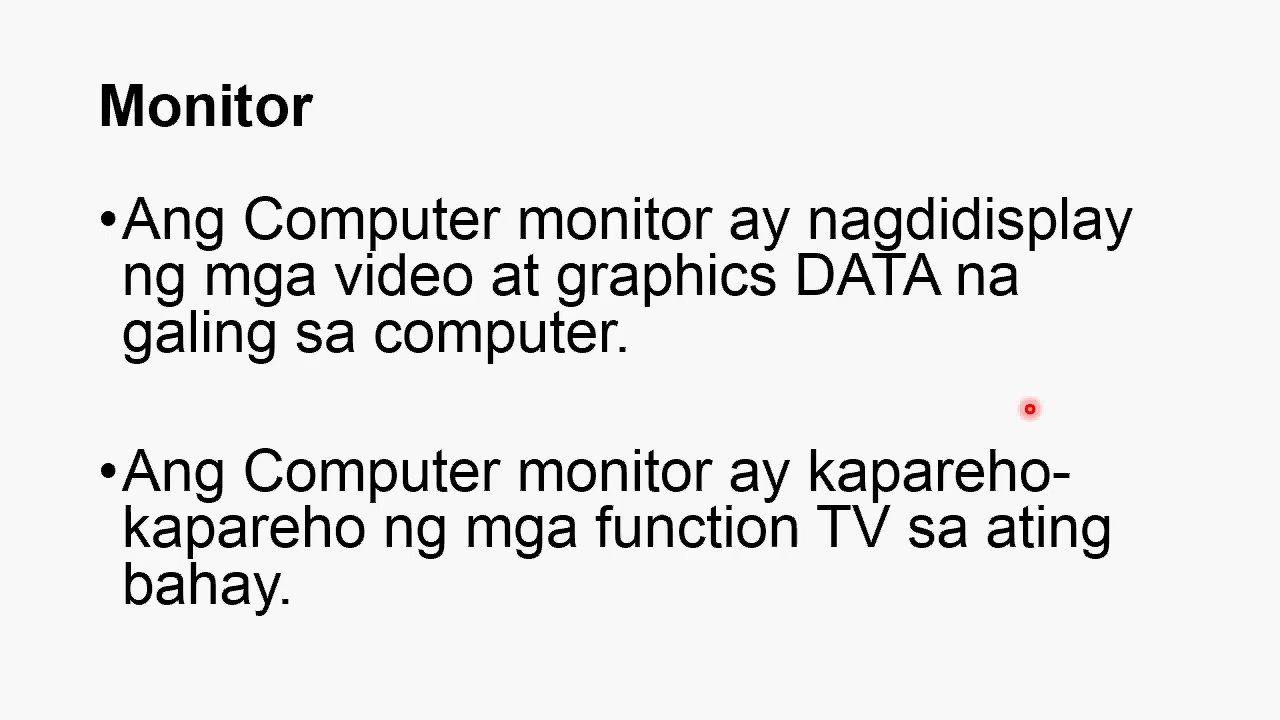 Monitor
•Ang Computer monitor ay nagdidisplay
ng mga video at graphics DATA na
galing sa computer.
•Ang Computer monitor ay kapareho-
kapareho ng mga function TV sa ating
bahay.